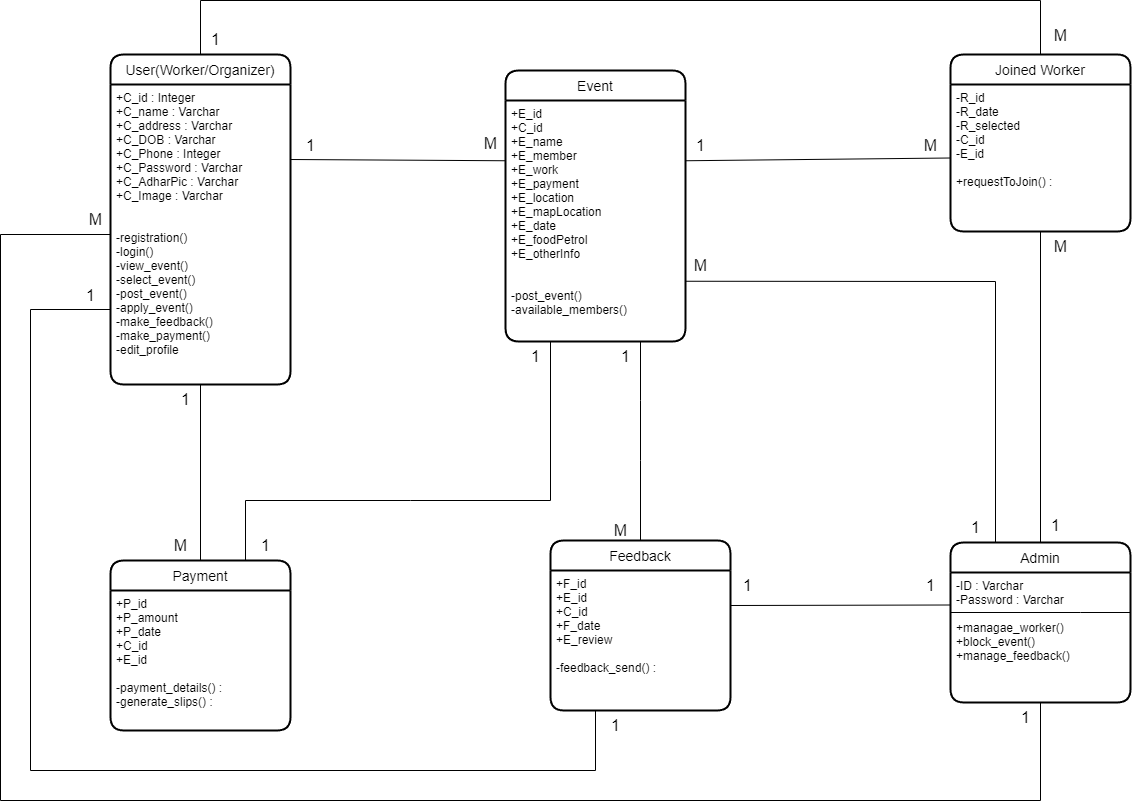 1
M
User(Worker/Organizer)
+C_id : Integer
+C_name : Varchar
+C_address : Varchar
+C_DOB : Varchar
+C_Phone : Integer
+C_Password : Varchar
+C_AdharPic : Varchar
+C_Image : Varchar
-registration()
-login()
-view_event()
-select_event()
-post_event()
-apply_event()
-make_feedback()
-make_payment()
-edit_profile
1
M
Event
+E_id
+C_id
+E_name
+E_member
+E_work
+E_payment
+E_location
+E_mapLocation
+E_date
+E_foodPetrol
+E_otherInfo
-post_event()
-available_members()
1
M
Joined Worker
-R_id
-R_date
-R_selected
-C_id
-E_id
+requestToJoin() :
M
1
M
M
1
1
1
M
1
M
1
1
1
Payment
+P_id
+P_amount
+P_date
+C_id
+E_id
-payment_details() :
-generate_slips() :
Feedback
+F_id
+E_id
+C_id
+F_date
+E_review
-feedback_send() :
1
1
Admin
-ID : Varchar
-Password : Varchar
+managae_worker()
+block_event()
+manage_feedback()
1
1